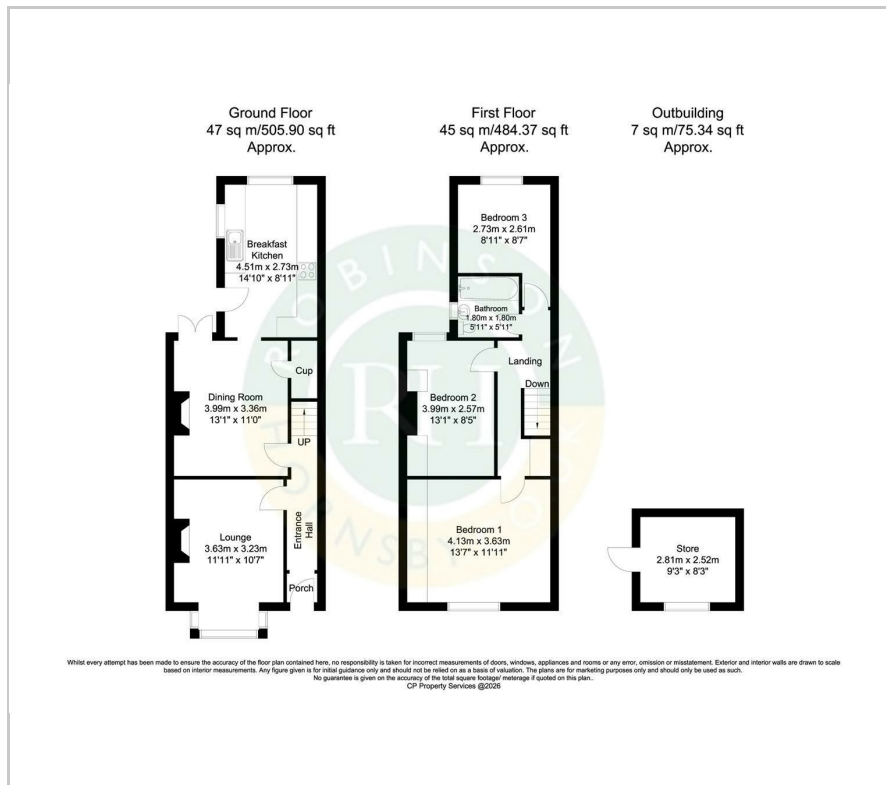 Ground Floor
47 sq m/505.90 sq ft
Approx.
First Floor
45 sq m/484.37 sq ft
Approx.
Outbuilding
7 sq m/75.34 sq ft
Approx.
Breakfast
Kitchen
4.51m x 2.73m
14'10" x 8'11"
Dining Room
3.99m x 3.36m
13'1" x 11'0"
Cup
UP
Lounge
3.63m x 3.23m
11'11" x 10'7"
Entrance
Hall
Porch
Bedroom 3
2.73m x 2.61m
8'11" x 8'7"
Bathroom
1.80m x 1.80m
5'11" x 5'11"
Landing
Down
Bedroom 2
3.99m x 2.57m
13'1" x 8'5"
Bedroom 1
4.13m x 3.63m
13'7" x 11'11"
Store
2.81m x 2.52m
9'3" x 8'3"
ROBINSON
HORNSBY
RH
Whilst every attempt has been made to ensure the accuracy of the floor plan contained here, no responsibility is taken for incorrect measurements of doors, windows, appliances and rooms or any error, omission or misstatement. Exterior and interior walls are drawn to scale
based on interior measurements. Any figure given is for initial guidance only and should not be relied on as a basis of valuation. The plans are for marketing purposes only and should only be used as such.
No guarantee is given on the accuracy of the total square footage/ meterage if quoted on this plan..
CP Property Services @2026